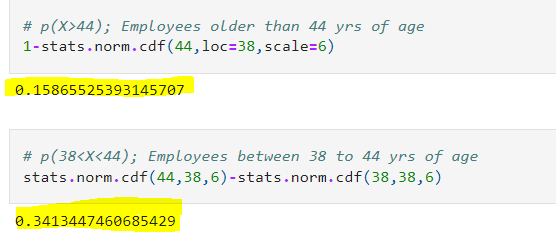 # p(X>44); Employees older than 44 yrs of age
1-stats.norm.cdf(44,loc=38,scale=6)
0.15865525393145707
# p(38<X<44); Employees between 38 to 44 yrs of age
stats.norm.cdf(44,38,6)-stats.norm.cdf(38,38,6)
0.3413447460685429